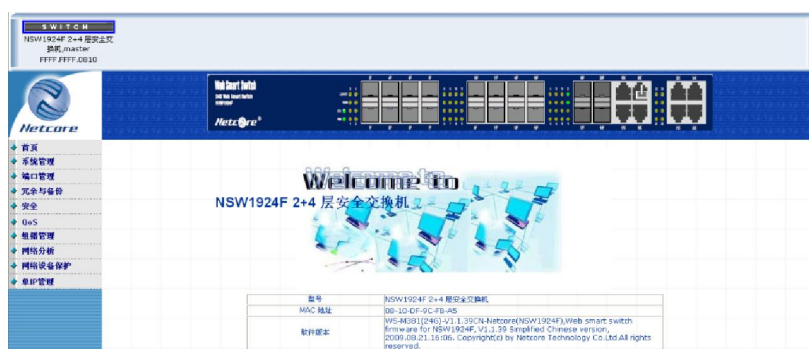 SWITCH
NSW1924F 2+4 层安全交
换机,master
FFFF.FFFF.0810
Web Smart Switch
Netcore®
Netcore
首页
系统管理
端口管理
冗余与备份
安全
QoS
组播管理
网络分析
网络设备保护
单IP管理
Welcome to
NSW1924F 2+4 层安全交换机
型号
NSW1924F 2+4 层安全交换机
MAC 地址
08-10-DF-9C-FB-A5
软件版本
WS-M381(24G)-V1.1.39CN-Netcore(NSW1924F),Web smart switch
firmware for NSW1924F, V1.1.39 Simplified Chinese version,
2009.08.21.16:06. Copyright(c) by Netcore Technology Co.Ltd.All rights
reserved.